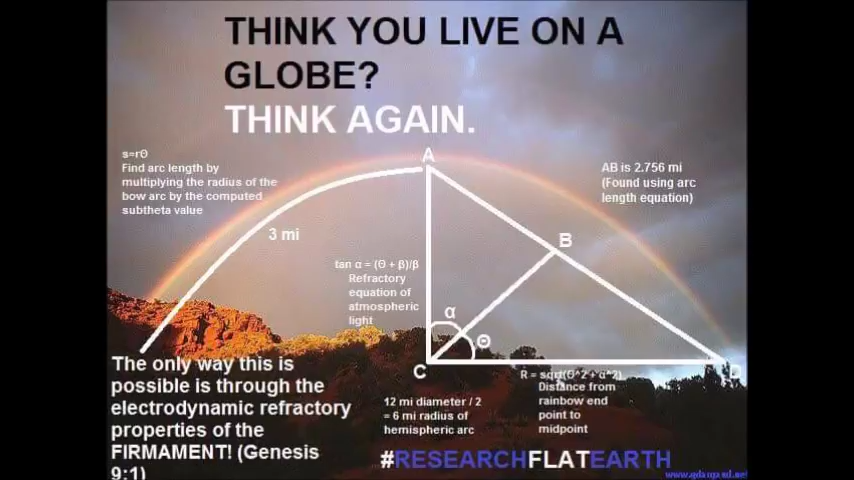 THINK YOU LIVE ON A
GLOBE?
THINK AGAIN.
s=rΘ
Find arc length by
multiplying the radius of the
bow arc by the computed
subtheta value
A
AB is 2.756 mi
(Found using arc
length equation)
3 mi
B
tan α = (Θ + β)/β
Refractory
equation of
atmospheric
light
α
Θ
C
D
The only way this is
possible is through the
electrodynamic refractory
properties of the
FIRMAMENT! (Genesis
9:1)
12 mi diameter / 2
= 6 mi radius of
hemispheric arc
R = sqrt(Θ^2 + α^2)
Distance from
rainbow end
point to
midpoint
#RESEARCHFLATEARTH